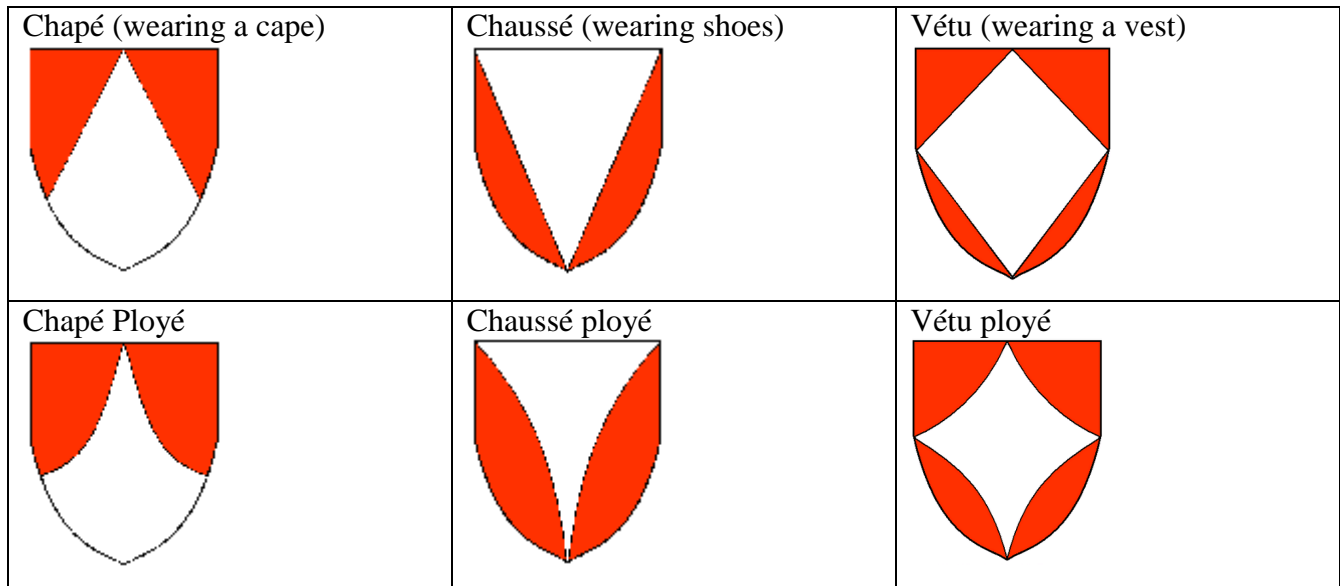 Chapé (wearing a cape)
Chaussé (wearing shoes)
Vétu (wearing a vest)
Chapé Ployé
Chaussé ployé
Vétu ployé